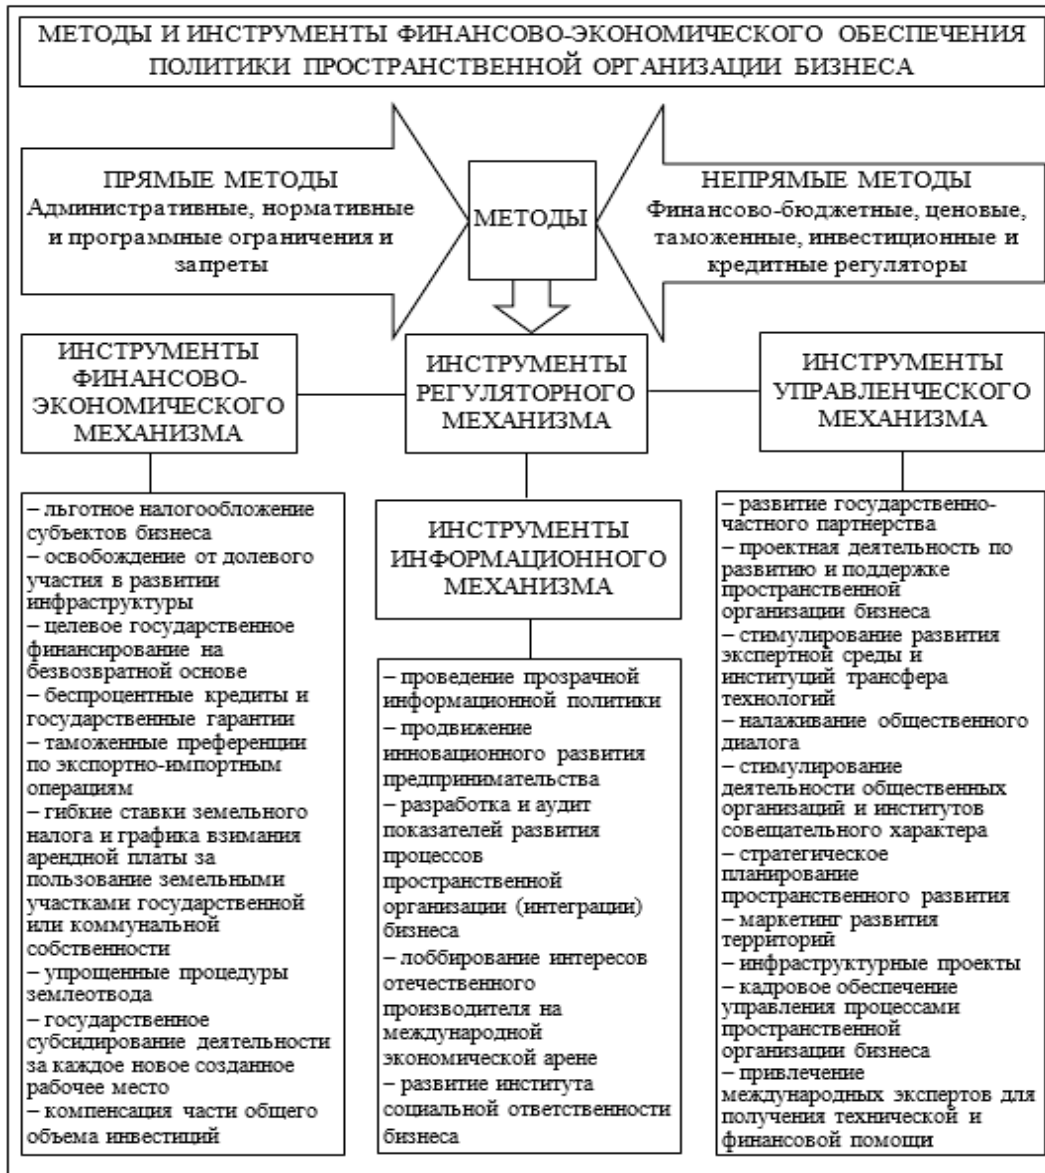 МЕТОДЫ И ИНСТРУМЕНТЫ ФИНАНСОВО-ЭКОНОМИЧЕСКОГО ОБЕСПЕЧЕНИЯ
ПОЛИТИКИ ПРОСТРАНСТВЕННОЙ ОРГАНИЗАЦИИ БИЗНЕСА
ПРЯМЫЕ МЕТОДЫ
Административные, нормативные
и программные ограничения и
запреты
МЕТОДЫ
НЕПРЯМЫЕ МЕТОДЫ
Финансово-бюджетные, ценовые,
таможенные, инвестиционные и
кредитные регуляторы
ИНСТРУМЕНТЫ
ФИНАНСОВО-
ЭКОНОМИЧЕСКОГО
МЕХАНИЗМА
ИНСТРУМЕНТЫ
РЕГУЛЯТОРНОГО
МЕХАНИЗМА
ИНСТРУМЕНТЫ
УПРАВЛЕНЧЕСКОГО
МЕХАНИЗМА
– льготное налогообложение
субъектов бизнеса
– освобождение от долевого
участия в развитии
инфраструктуры
– целевое государственное
финансирование на
безвозвратной основе
– беспроцентные кредиты и
государственные гарантии
– таможенные преференции
по экспортно-импортным
операциям
– гибкие ставки земельного
налога и графика взимания
арендной платы за
пользование земельными
участками государственной
или коммунальной
собственности
– упрощенные процедуры
землеотвода
– государственное
субсидирование деятельности
за каждое новое созданное
рабочее место
– компенсация части общего
объема инвестиций
ИНСТРУМЕНТЫ
ИНФОРМАЦИОННОГО
МЕХАНИЗМА
– проведение прозрачной
информационной политики
– продвижение
инновационного развития
предпринимательства
– разработка и аудит
показателей развития
процессов
пространственной
организации (интеграции)
бизнеса
– лоббирование интересов
отечественного
производителя на
международной
экономической арене
– развитие института
социальной ответственности
бизнеса
– развитие государственно-
частного партнерства
– проектная деятельность по
развитию и поддержке
пространственной
организации бизнеса
– стимулирование развития
экспертной среды и
институций трансфера
технологий
– налаживание общественного
диалога
– стимулирование
деятельности общественных
организаций и институтов
совещательного характера
– стратегическое
планирование
пространственного развития
– маркетинг развития
территорий
– инфраструктурные проекты
– кадровое обеспечение
управления процессами
пространственной
организации бизнеса
– привлечение
международных экспертов для
получения технической и
финансовой помощи